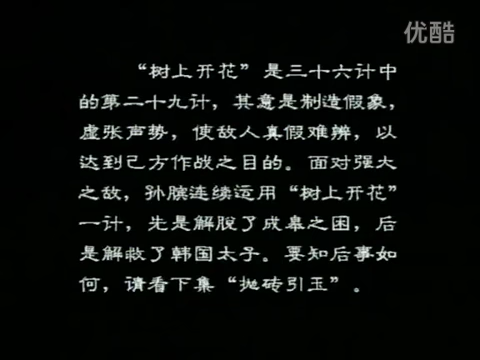 优酷
“树上开花”是三十六计中
的第二十九计，其意是制造假象，
虚张声势，使敌人真假难辨，以
达到己方作战之目的。面对强大
之敌，孙膑连续运用“树上开花”
一计，先是解脱了成皋之困，后
是解救了韩国太子。要知后事如
何，请看下集“抛砖引玉”。